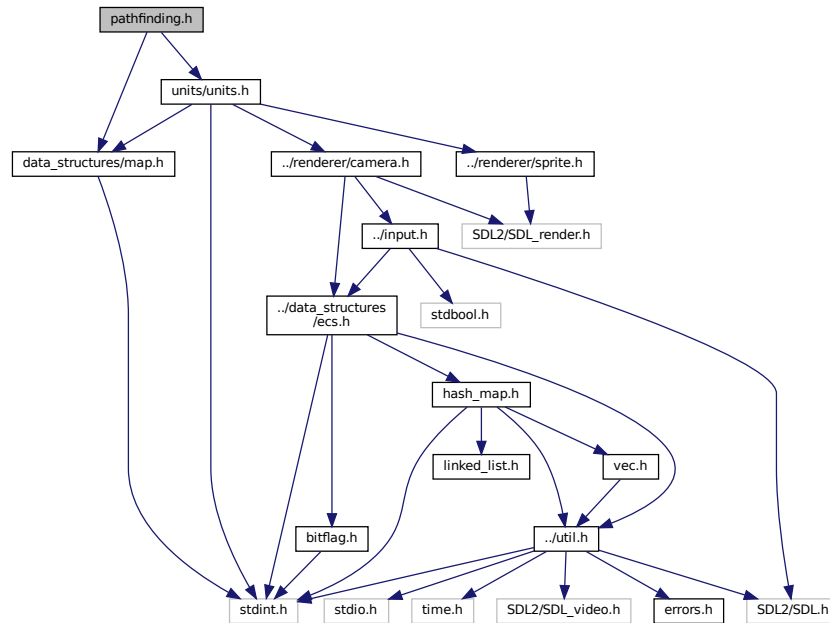 pathfinding.h
units/units.h
data_structures/map.h
../renderer/camera.h
../renderer/sprite.h
../input.h
SDL2/SDL_render.h
../data_structures
/ecs.h
stdbool.h
hash_map.h
linked_list.h
vec.h
bitflag.h
../util.h
stdint.h
stdio.h
time.h
SDL2/SDL_video.h
errors.h
SDL2/SDL.h